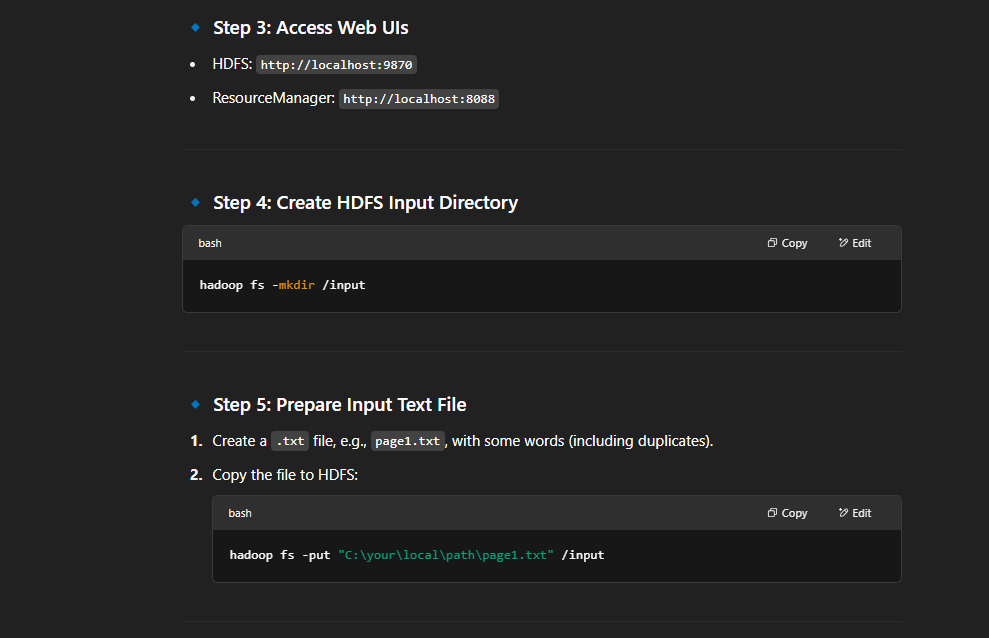 Step 3: Access Web UIs
HDFS: http://localhost:9870
ResourceManager: http://localhost:8088
Step 4: Create HDFS Input Directory
bash
Copy
Edit
hadoop fs -mkdir /input
Step 5: Prepare Input Text File
1. Create a .txt file, e.g., page1.txt, with some words (including duplicates).
2. Copy the file to HDFS:
bash
Copy
Edit
hadoop fs -put "C:\your\local\path\page1.txt" /input